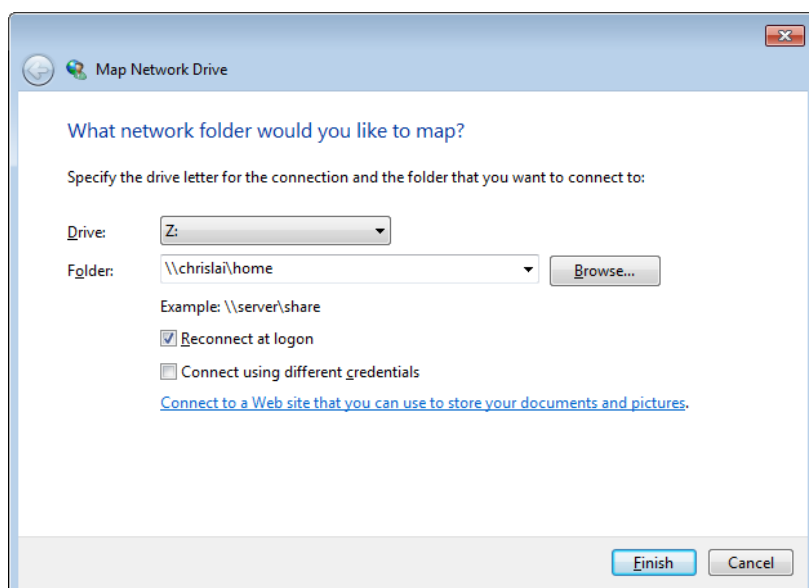 Map Network Drive
What network folder would you like to map?
Specify the drive letter for the connection and the folder that you want to connect to:
Drive: Z:
Folder: \\chrislai\home Browse...
Example: \\server\share
Reconnect at logon
Connect using different credentials
Connect to a Web site that you can use to store your documents and pictures.
Finish Cancel